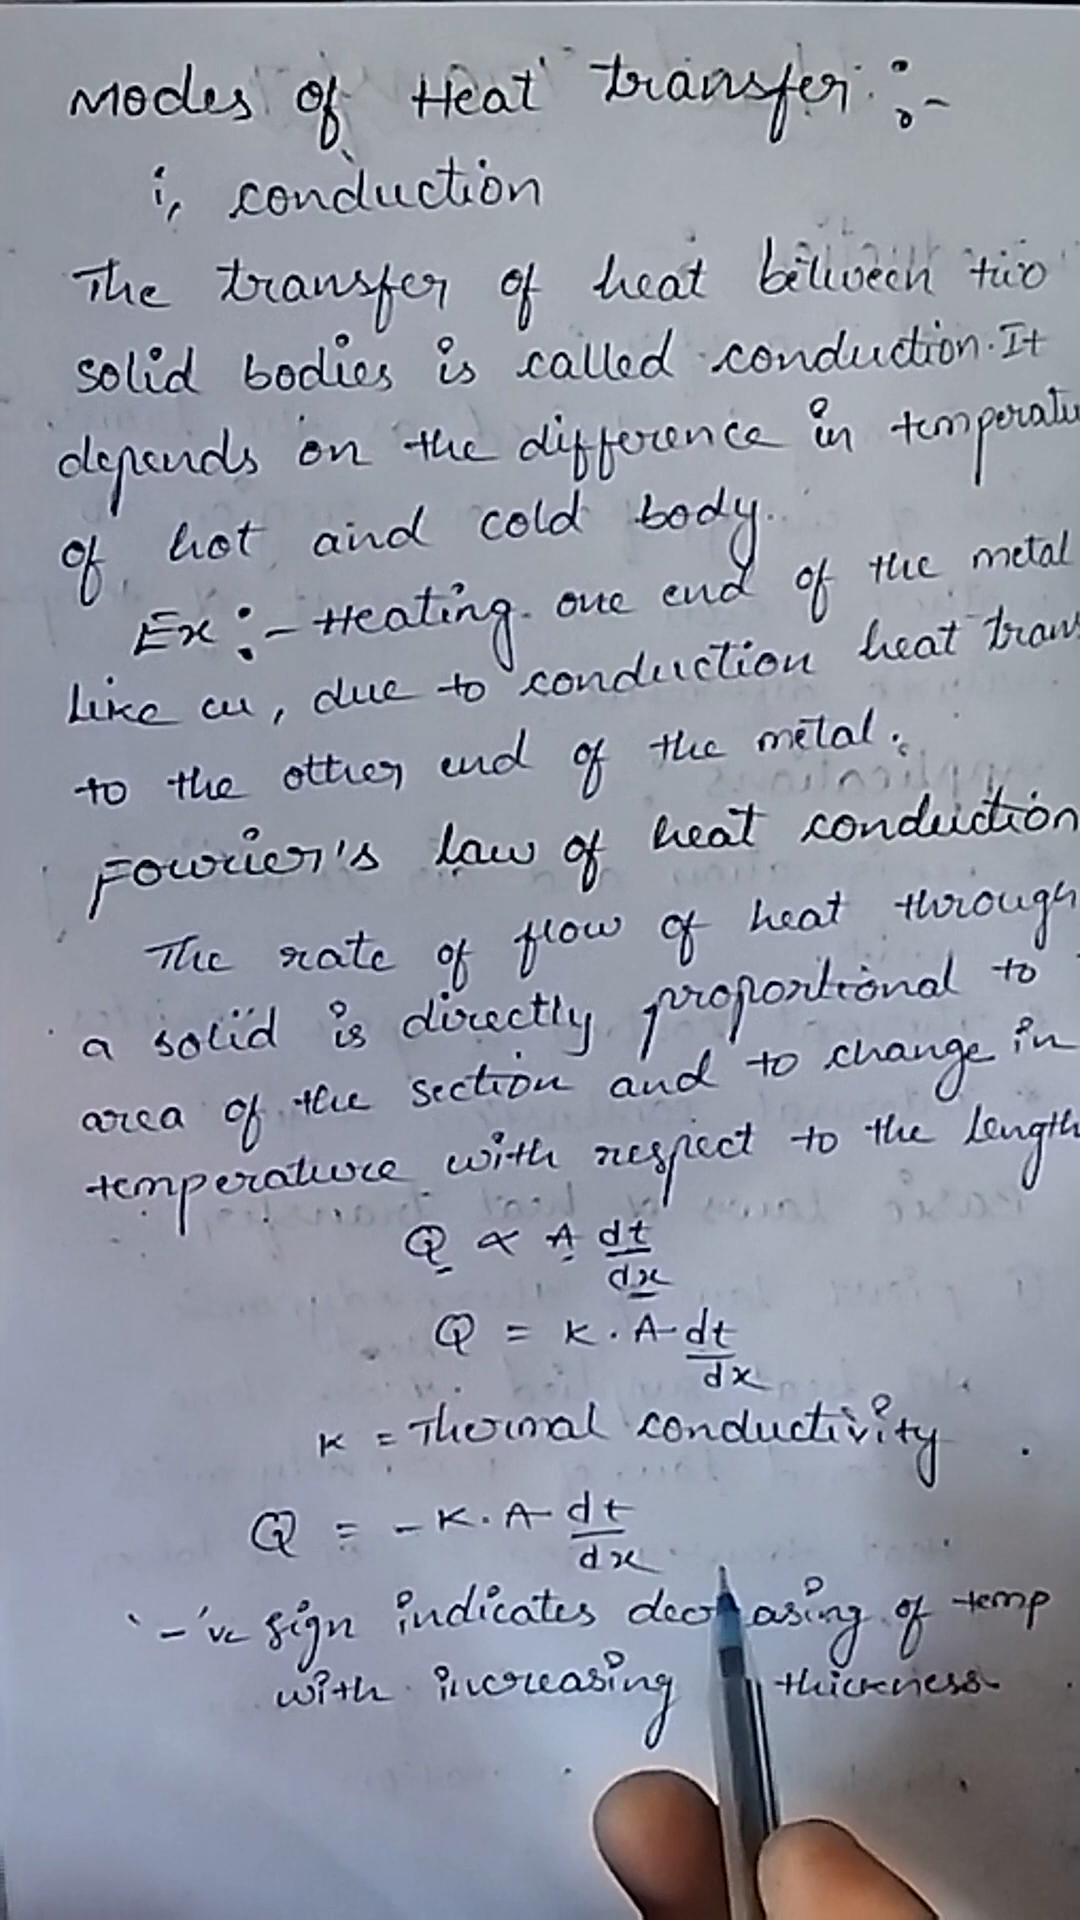 Modes of Heat transfer :-
i, conduction
The transfer of heat between two
solid bodies is called conduction. It
depends on the difference in temperatu
of hot and cold body.
Ex :- Heating one end of the metal
like cu, due to conduction heat trans
to the other end of the metal.
Fourier's law of heat conduction
The rate of flow of heat through
a solid is directly proportional to
area of the section and to change in
temperature with respect to the length
Q ∝ A dt/dx
Q = K . A dt/dx
K = Thermal conductivity
Q = - K . A dt/dx
-'ve sign indicates decreasing of temp
with increasing thickness